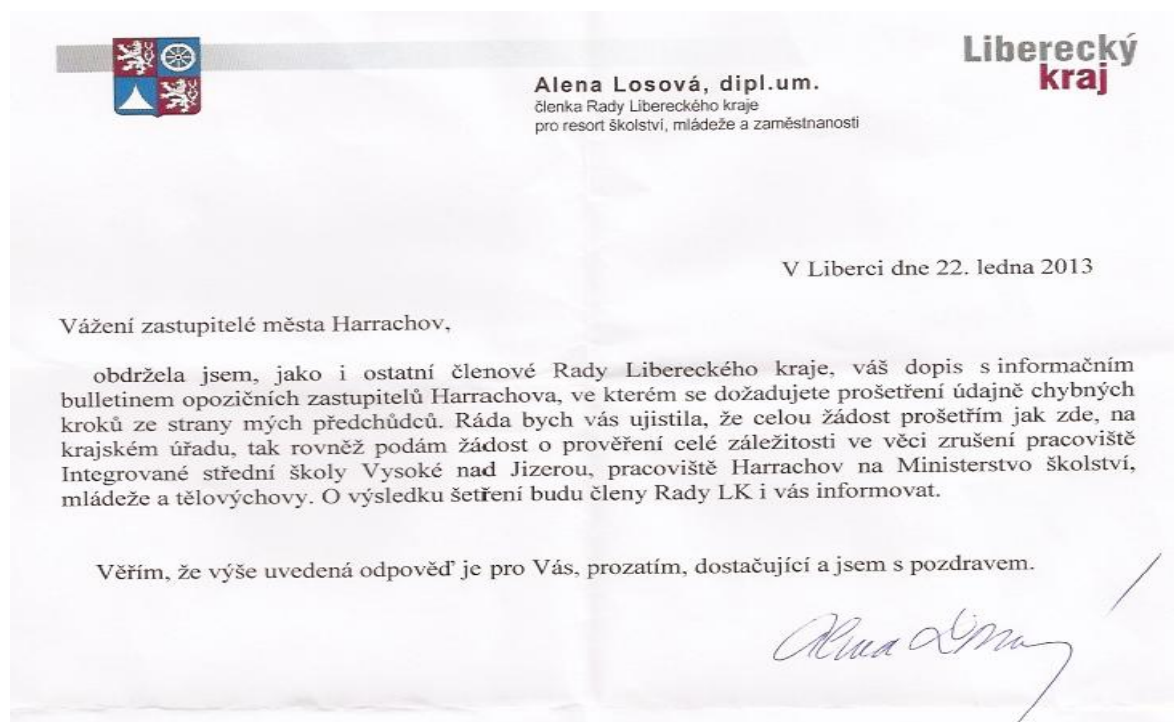 Liberecký
kraj
Alena Losová, dipl.um.
členka Rady Libereckého kraje
pro resort školství, mládeže a zaměstnanosti
V Liberci dne 22. ledna 2013
Vážení zastupitelé města Harrachov,
obdržela jsem, jako i ostatní členové Rady Libereckého kraje, váš dopis s informačním
bulletinem opozičních zastupitelů Harrachova, ve kterém se dožadujete prošetření údajně chybných
kroků ze strany mých předchůdců. Ráda bych vás ujistila, že celou žádost prošetřím jak zde, na
krajském úřadu, tak rovněž podám žádost o prověření celé záležitosti ve věci zrušení pracoviště
Integrované střední školy Vysoké nad Jizerou, pracoviště Harrachov na Ministerstvo školství,
mládeže a tělovýchovy. O výsledku šetření budu členy Rady LK i vás informovat.
Věřím, že výše uvedená odpověď je pro Vás, prozatím, dostačující a jsem s pozdravem.